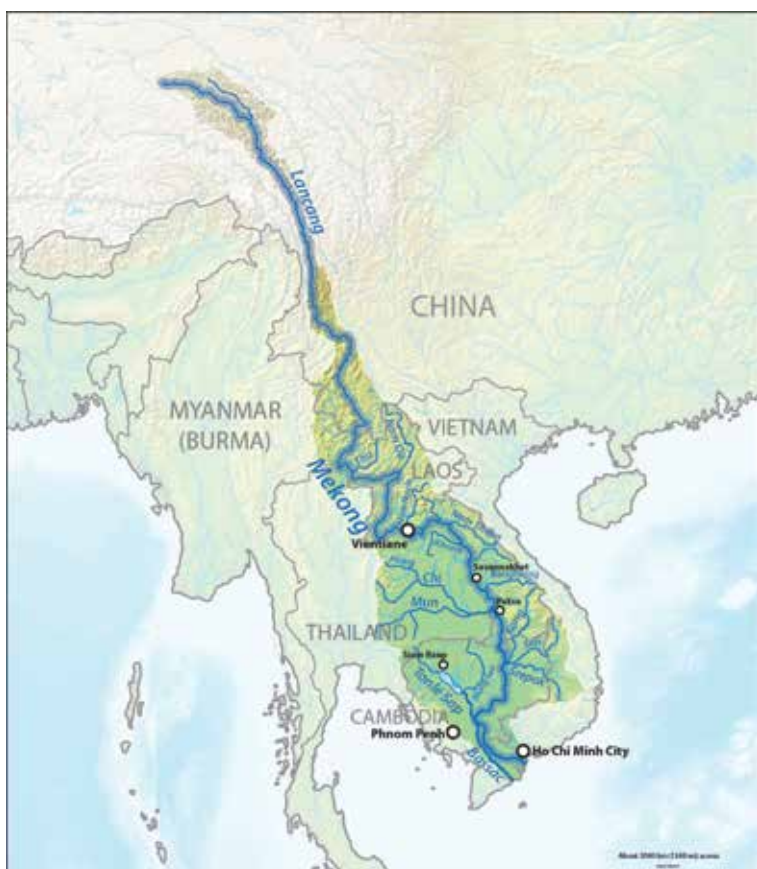 Lancang
CHINA
MYANMAR
(BURMA)
VIETNAM
LAOS
Mekong
Vientiane
Savannakhet
Chi
Pakse
Mun
THAILAND
Siem Reap
Tonle Sap
CAMBODIA
Phnom Penh
Ho Chi Minh City
Bassac